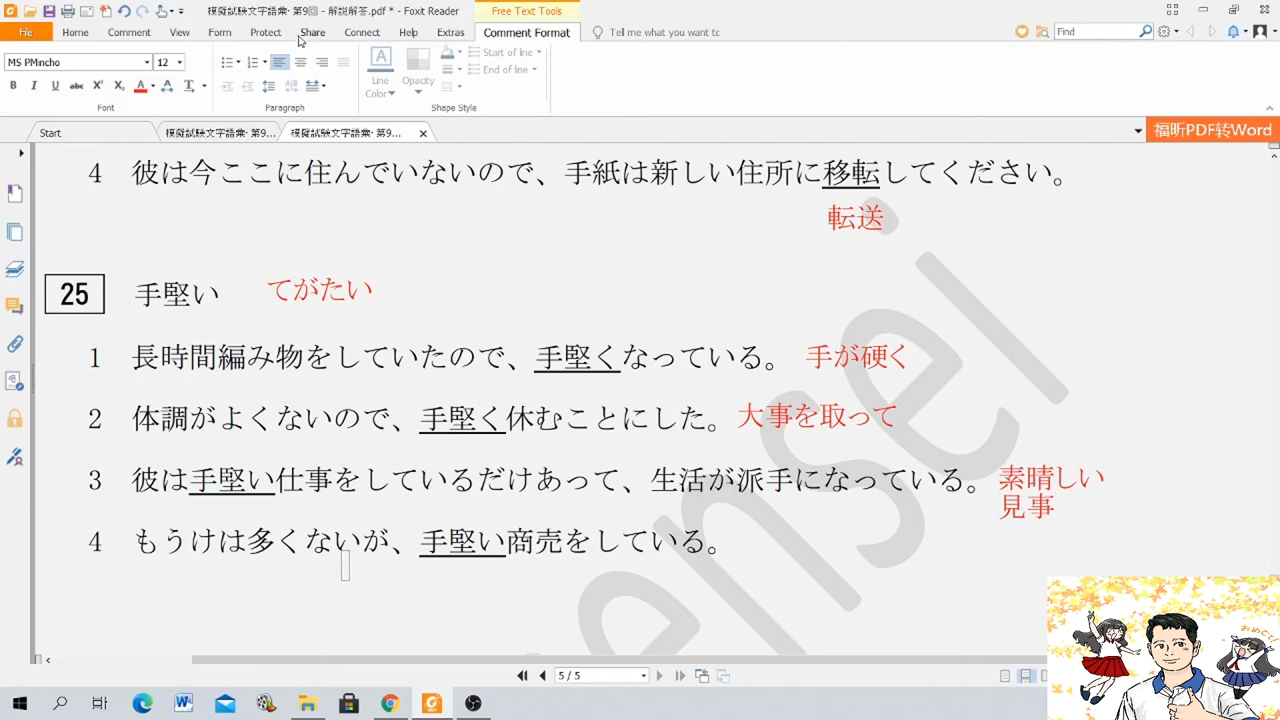 模擬試験文字語彙- 第9回 - 解説解答.pdf * - Foxit Reader
Free Text Tools
File Home Comment View Form Protect Share Connect Help Extras Comment Format Tell me what you want to Find
MS PMincho 12
Start of line
End of line
Line Color
Opacity
Font Paragraph Shape Style
Start 模擬試験文字語彙- 第9... 模擬試験文字語彙- 第9...
福昕PDF转Word
4 彼は今ここに住んでいないので、手紙は新しい住所に移転してください。
転送
25 手堅い てがたい
1 長時間編み物をしていたので、手堅くなっている。 手が硬く
2 体調がよくないので、手堅く休むことにした。 大事を取って
3 彼は手堅い仕事をしているだけあって、生活が派手になっている。 素晴しい
見事
4 もうけは多くないが、手堅い商売をしている。
sensei
おめでとう!
5 / 5